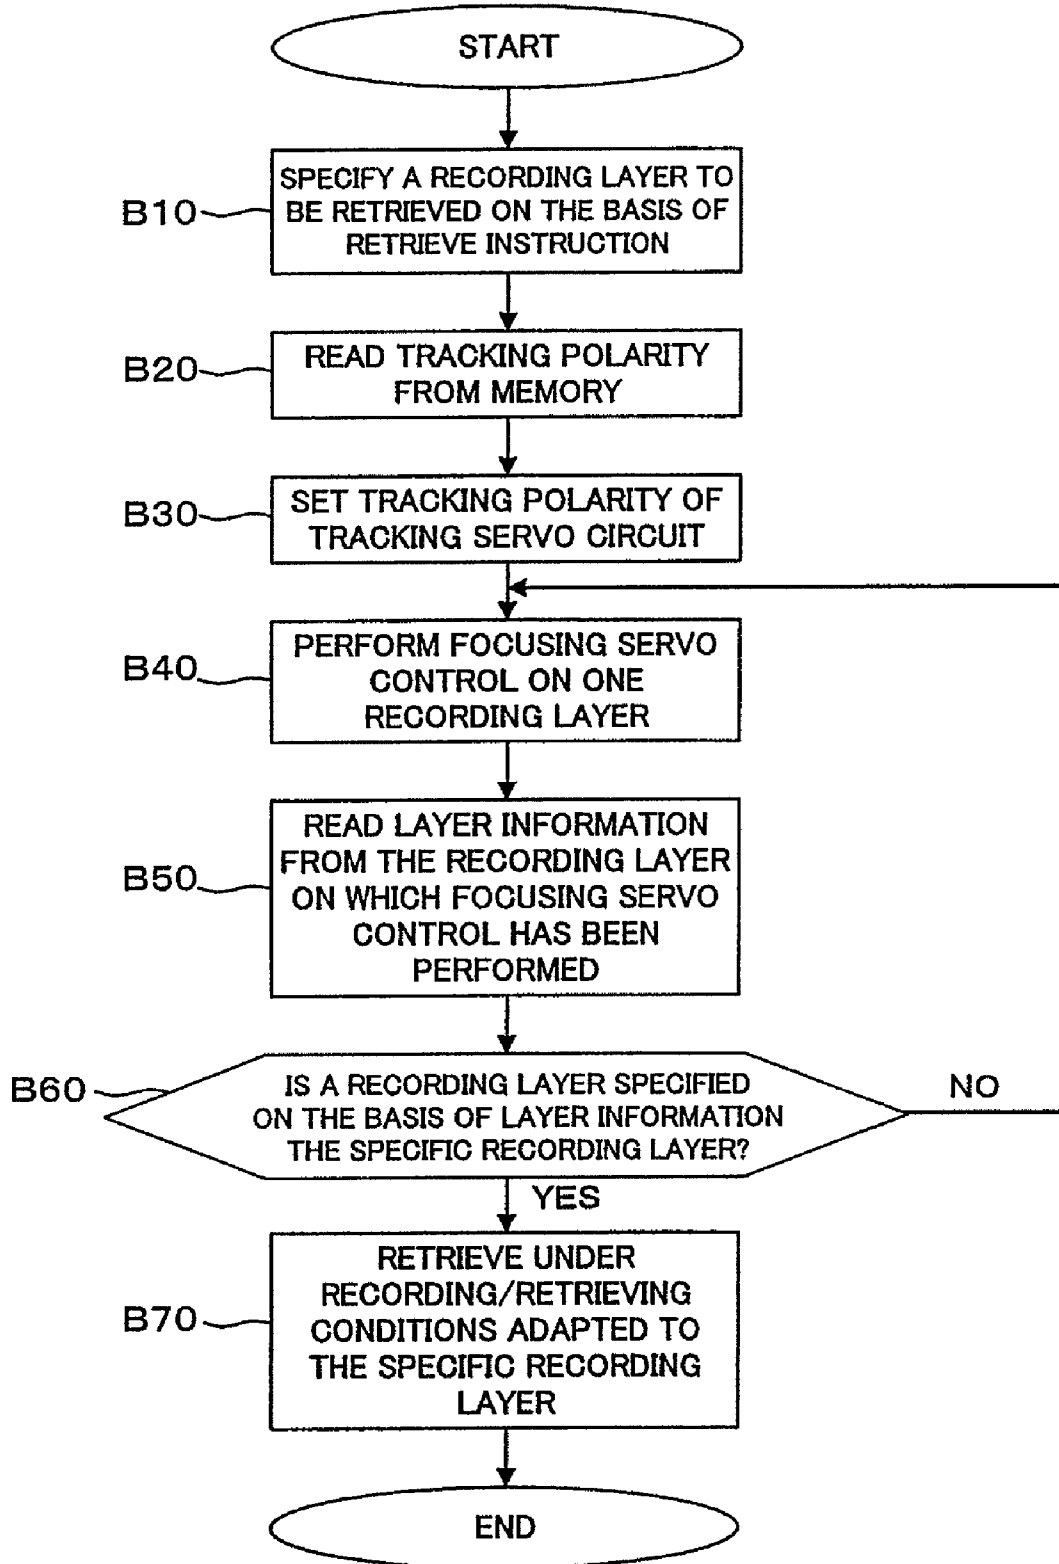 START
B10
SPECIFY A RECORDING LAYER TO
BE RETRIEVED ON THE BASIS OF
RETRIEVE INSTRUCTION
B20
READ TRACKING POLARITY
FROM MEMORY
B30
SET TRACKING POLARITY OF
TRACKING SERVO CIRCUIT
B40
PERFORM FOCUSING SERVO
CONTROL ON ONE
RECORDING LAYER
B50
READ LAYER INFORMATION
FROM THE RECORDING LAYER
ON WHICH FOCUSING SERVO
CONTROL HAS BEEN
PERFORMED
B60
IS A RECORDING LAYER SPECIFIED
ON THE BASIS OF LAYER INFORMATION
THE SPECIFIC RECORDING LAYER?
NO
YES
B70
RETRIEVE UNDER
RECORDING/RETRIEVING
CONDITIONS ADAPTED TO
THE SPECIFIC RECORDING
LAYER
END